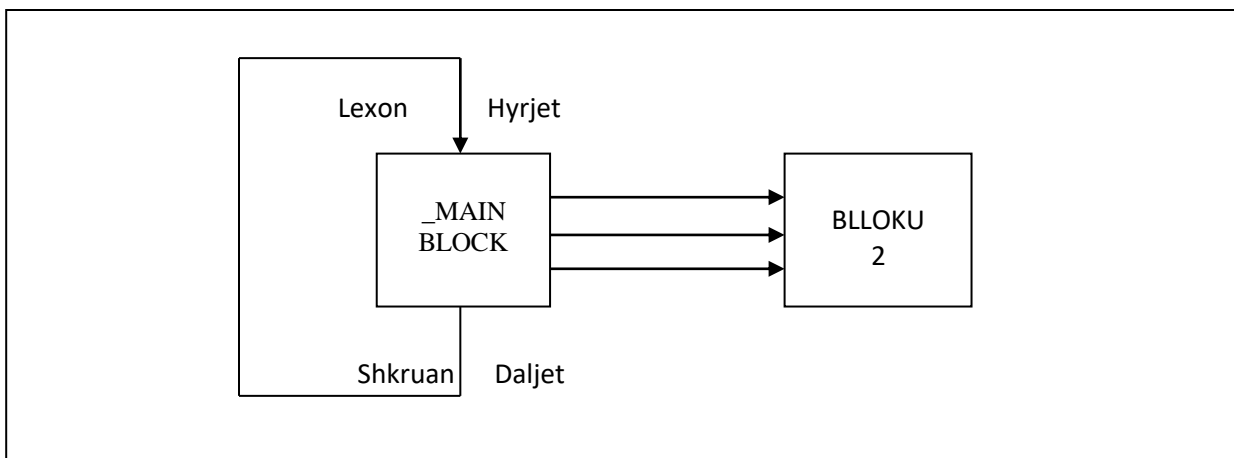 Lexon Hyrjet
_MAIN
BLOCK
BLLOKU
2
Shkruan Daljet